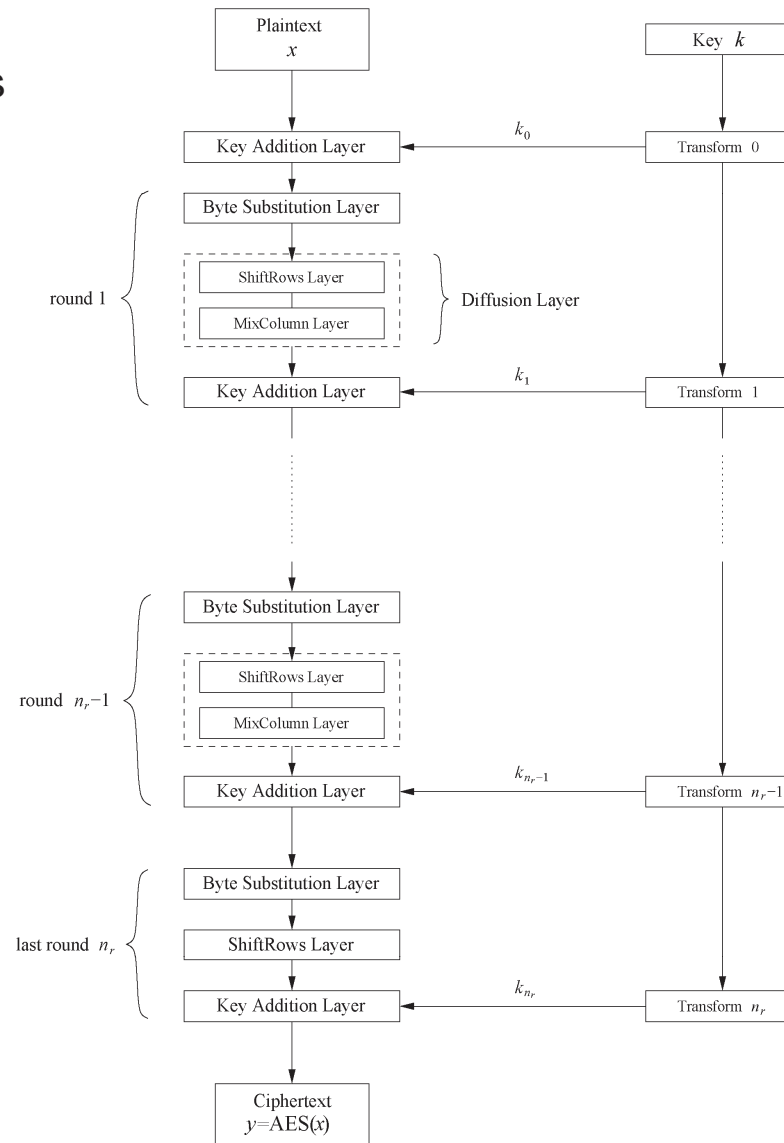 Plaintext
x
Key k
s
k0
Key Addition Layer
Transform 0
Byte Substitution Layer
ShiftRows Layer
round 1
Diffusion Layer
MixColumn Layer
k1
Key Addition Layer
Transform 1
Byte Substitution Layer
ShiftRows Layer
round nr−1
MixColumn Layer
knr−1
Key Addition Layer
Transform nr−1
Byte Substitution Layer
last round nr
ShiftRows Layer
knr
Key Addition Layer
Transform nr
Ciphertext
y=AES(x)